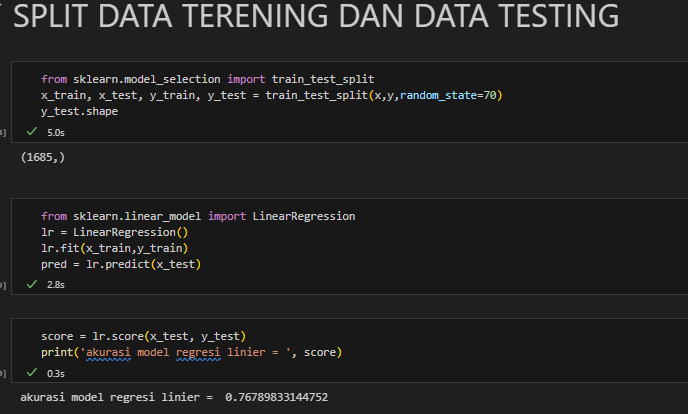 SPLIT DATA TERENING DAN DATA TESTING
from sklearn.model_selection import train_test_split
x_train, x_test, y_train, y_test = train_test_split(x,y,random_state=70)
y_test.shape
5.0s
(1685,)
from sklearn.linear_model import LinearRegression
lr = LinearRegression()
lr.fit(x_train,y_train)
pred = lr.predict(x_test)
2.8s
score = lr.score(x_test, y_test)
print('akurasi model regresi linier = ', score)
0.3s
akurasi model regresi linier =  0.76789833144752